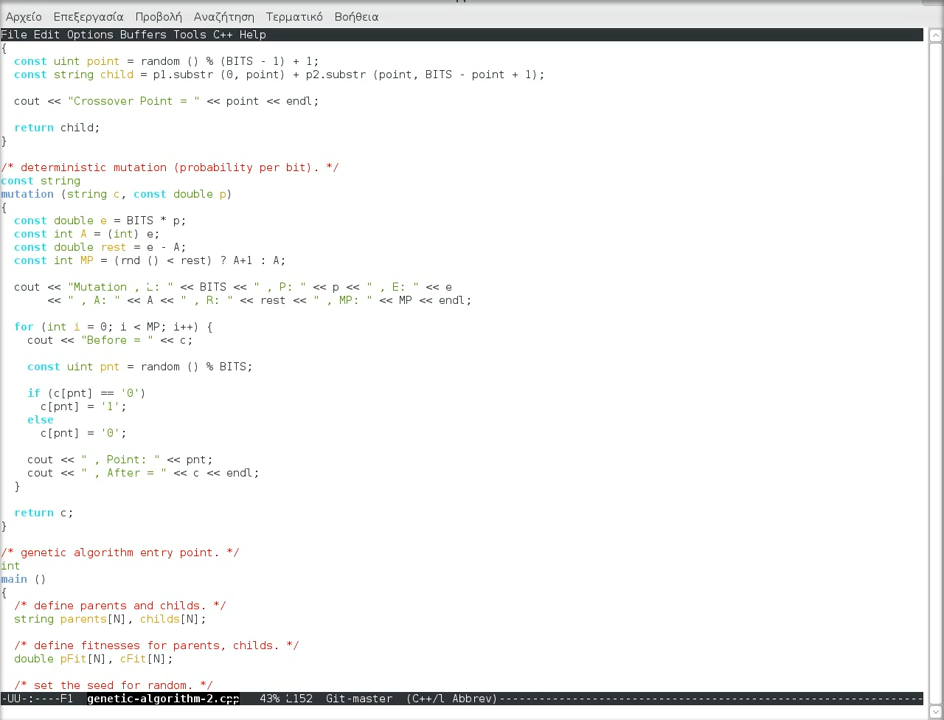 Αρχείο Επεξεργασία Προβολή Αναζήτηση Τερματικό Βοήθεια
File Edit Options Buffers Tools C++ Help
{
  const uint point = random () % (BITS - 1) + 1;
  const string child = p1.substr (0, point) + p2.substr (point, BITS - point + 1);

  cout << "Crossover Point = " << point << endl;

  return child;
}

/* deterministic mutation (probability per bit). */
const string
mutation (string c, const double p)
{
  const double e = BITS * p;
  const int A = (int) e;
  const double rest = e - A;
  const int MP = (rnd () < rest) ? A+1 : A;

  cout << "Mutation , L: " << BITS << " , P: " << p << " , E: " << e
       << " , A: " << A << " , R: " << rest << " , MP: " << MP << endl;

  for (int i = 0; i < MP; i++) {
    cout << "Before = " << c;

    const uint pnt = random () % BITS;

    if (c[pnt] == '0')
      c[pnt] = '1';
    else
      c[pnt] = '0';

    cout << " , Point: " << pnt;
    cout << " , After = " << c << endl;
  }

  return c;
}

/* genetic algorithm entry point. */
int
main ()
{
  /* define parents and childs. */
  string parents[N], childs[N];

  /* define fitnesses for parents, childs. */
  double pFit[N], cFit[N];

  /* set the seed for random. */
-UU-:----F1  genetic-algorithm-2.cpp   43% L152  Git-master  (C++/l Abbrev)----------------------------------------------------------------